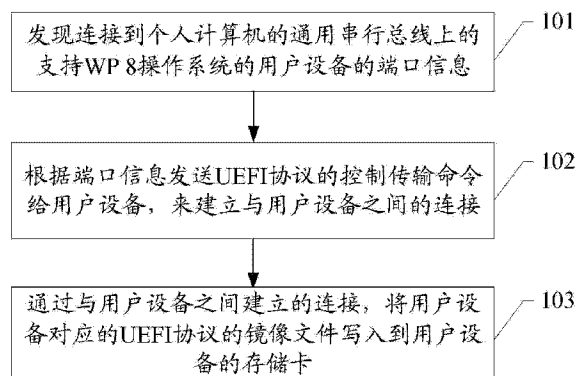 发现连接到个人计算机的通用串行总线上的
支持WP 8操作系统的用户设备的端口信息
101
根据端口信息发送UEFI协议的控制传输命令
给用户设备，来建立与用户设备之间的连接
102
通过与用户设备之间建立的连接，将用户设
备对应的UEFI协议的镜像文件写入到用户设
备的存储卡
103